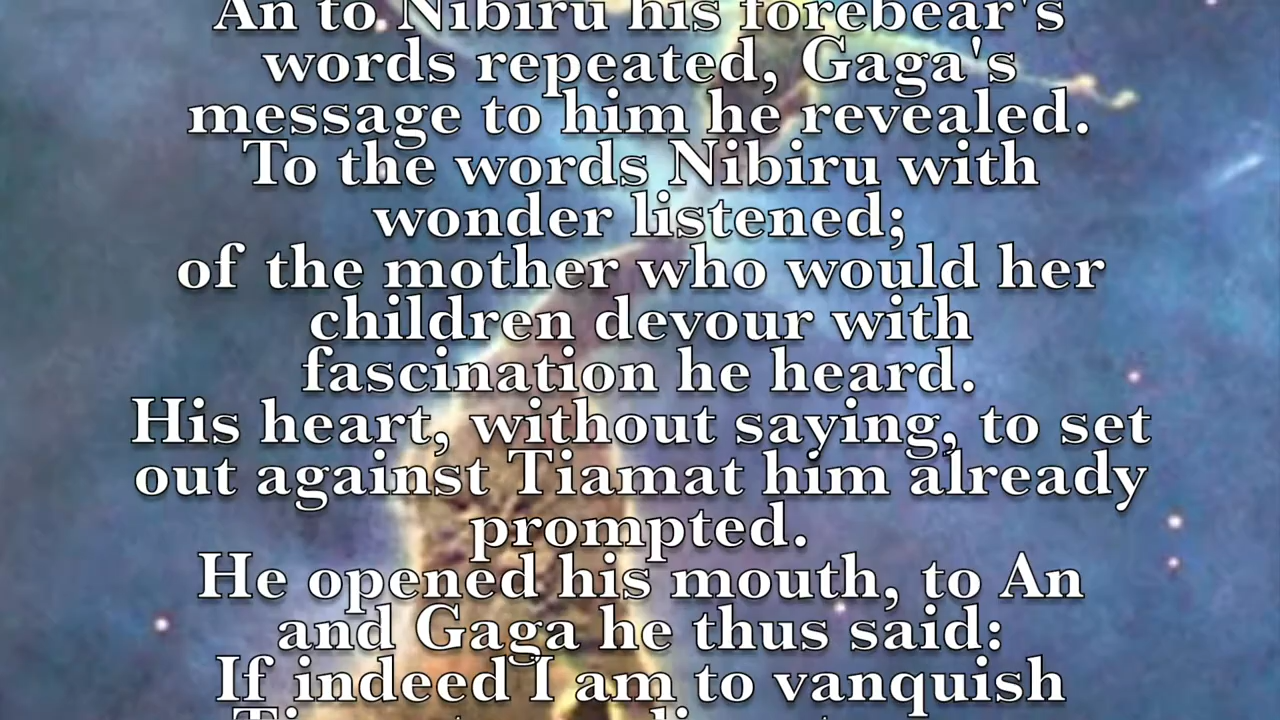 An to Nibiru his forebear's
words repeated, Gaga's
message to him he revealed.
To the words Nibiru with
wonder listened;
of the mother who would her
children devour with
fascination he heard.
His heart, without saying, to set
out against Tiamat him already
prompted.
He opened his mouth, to An
and Gaga he thus said:
If indeed I am to vanquish